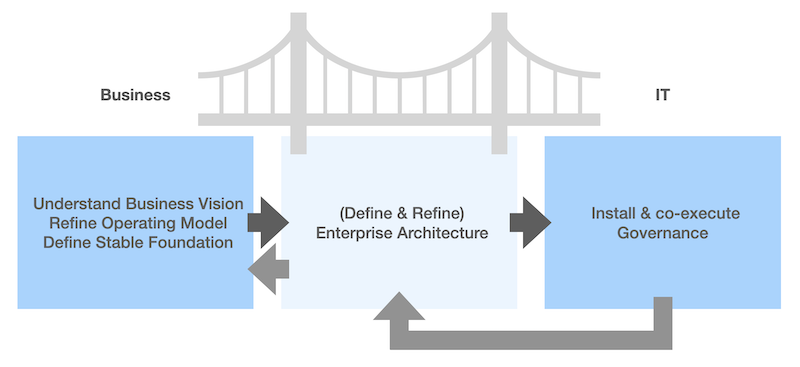 Business
IT
Understand Business Vision
Refine Operating Model
Define Stable Foundation
(Define & Refine)
Enterprise Architecture
Install & co-execute
Governance